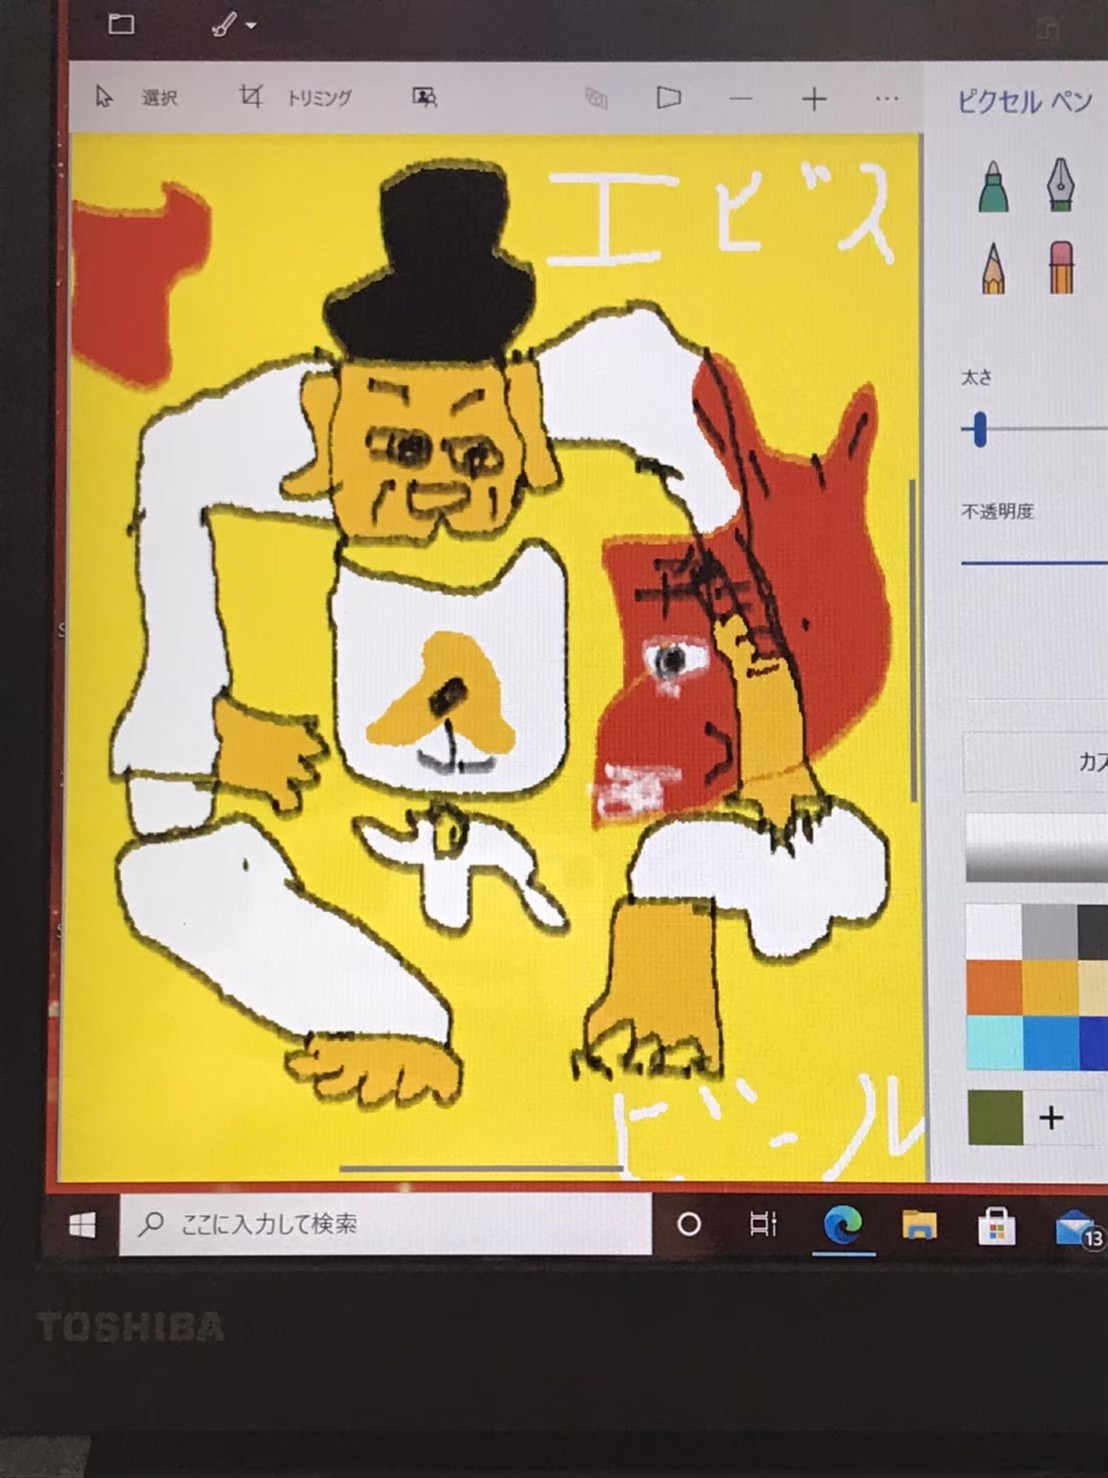 選択 トリミング
ピクセル ペン
エビス
太さ
不透明度
カ
ビール
ここに入力して検索
13
TOSHIBA